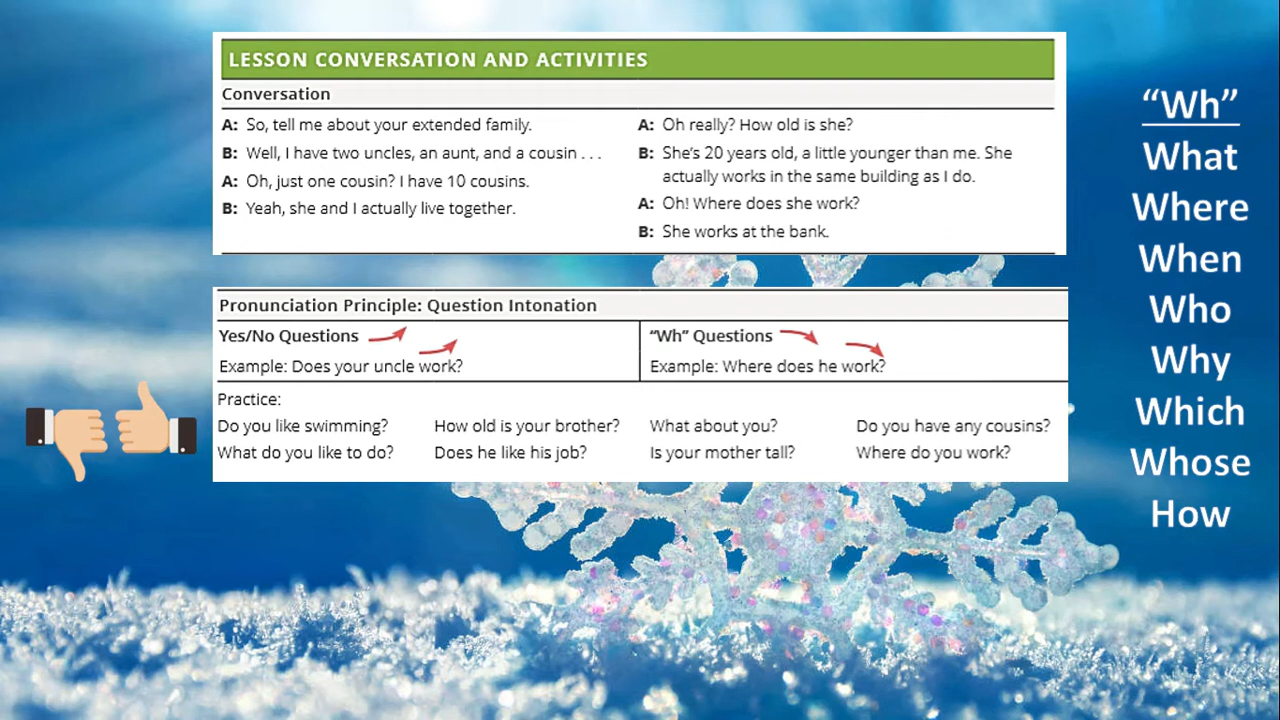 LESSON CONVERSATION AND ACTIVITIES
Conversation
A: So, tell me about your extended family.
B: Well, I have two uncles, an aunt, and a cousin . . .
A: Oh, just one cousin? I have 10 cousins.
B: Yeah, she and I actually live together.
A: Oh really? How old is she?
B: She's 20 years old, a little younger than me. She
actually works in the same building as I do.
A: Oh! Where does she work?
B: She works at the bank.
Pronunciation Principle: Question Intonation
Yes/No Questions
Example: Does your uncle work?
“Wh” Questions
Example: Where does he work?
Practice:
Do you like swimming? How old is your brother? What about you? Do you have any cousins?
What do you like to do? Does he like his job? Is your mother tall? Where do you work?
“Wh”
What
Where
When
Who
Why
Which
Whose
How